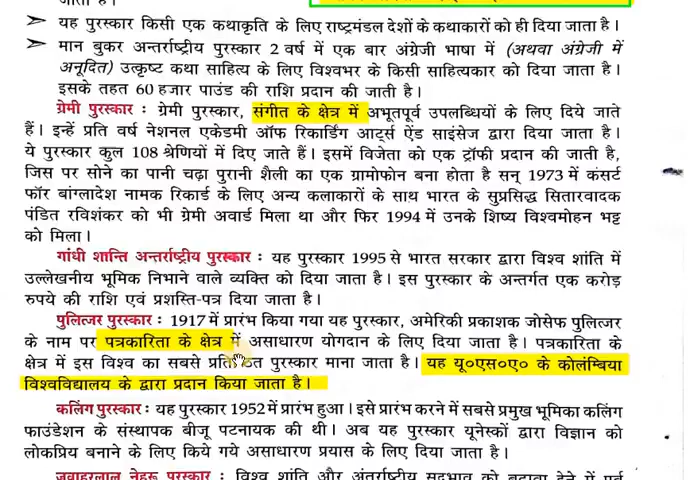 जाता है।
➢ यह पुरस्कार किसी एक कथाकृति के लिए राष्ट्रमंडल देशों के कथाकारों को ही दिया जाता है।
➢ मान बुकर अन्तर्राष्ट्रीय पुरस्कार 2 वर्ष में एक बार अंग्रेजी भाषा में (अथवा अंग्रेजी में
अनूदित) उत्कृष्ट कथा साहित्य के लिए विश्वभर के किसी साहित्यकार को दिया जाता है।
इसके तहत 60 हजार पाउंड की राशि प्रदान की जाती है।
ग्रेमी पुरस्कार : ग्रेमी पुरस्कार, संगीत के क्षेत्र में अभूतपूर्व उपलब्धियों के लिए दिये जाते
हैं। इन्हें प्रति वर्ष नेशनल एकेडमी ऑफ रिकार्डिंग आर्ट्स ऐंड साइंसेज द्वारा दिया जाता है।
ये पुरस्कार कुल 108 श्रेणियों में दिए जाते हैं। इसमें विजेता को एक ट्रॉफी प्रदान की जाती है,
जिस पर सोने का पानी चढ़ा पुरानी शैली का एक ग्रामोफोन बना होता है सन् 1973 में कंसर्ट
फॉर बांग्लादेश नामक रिकार्ड के लिए अन्य कलाकारों के साथ भारत के सुप्रसिद्ध सितारवादक
पंडित रविशंकर को भी ग्रेमी अवार्ड मिला था और फिर 1994 में उनके शिष्य विश्वमोहन भट्ट
को मिला।
गांधी शान्ति अन्तर्राष्ट्रीय पुरस्कार : यह पुरस्कार 1995 से भारत सरकार द्वारा विश्व शांति में
उल्लेखनीय भूमिक निभाने वाले व्यक्ति को दिया जाता है। इस पुरस्कार के अन्तर्गत एक करोड़
रुपये की राशि एवं प्रशस्ति-पत्र दिया जाता है।
पुलित्जर पुरस्कार : 1917 में प्रारंभ किया गया यह पुरस्कार, अमेरिकी प्रकाशक जोसेफ पुलित्जर
के नाम पर पत्रकारिता के क्षेत्र में असाधारण योगदान के लिए दिया जाता है। पत्रकारिता के
क्षेत्र में इस विश्व का सबसे पुरस्कार माना जाता है। यह यू०एस०ए० के कोलंम्बिया
विश्वविद्यालय के द्वारा प्रदान किया जाता है।
कलिंग पुरस्कार : यह पुरस्कार 1952 में प्रारंभ हुआ। इसे प्रारंभ करने में सबसे प्रमुख भूमिका कलिंग
फाउंडेशन के संस्थापक बीजू पटनायक की थी। अब यह पुरस्कार यूनेस्कों द्वारा विज्ञान को
लोकप्रिय बनाने के लिए किये गये असाधारण प्रयास के लिए दिया जाता है।
जवाहरलाल नेहरू पुरस्कार : विश्व शांति और अंतर्राष्ट्रीय सद्भाव को बढ़ावा देने में पूर्व